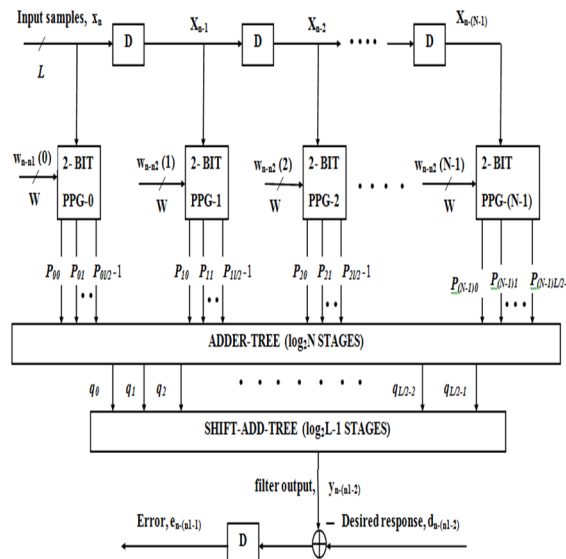 Input samples, xn
D
Xn-1
D
Xn-2
D
Xn-(N-1)
L
wn-n1 (0)
2- BIT
PPG-0
W
wn-n2 (1)
2- BIT
PPG-1
W
wn-n2 (2)
2- BIT
PPG-2
W
wn-n2 (N-1)
2- BIT
PPG-(N-1)
W
P00 P01 P0l/2-1
P10 P11 P1l/2-1
P20 P21 P2l/2-1
P(N-1)0 P(N-1)1 P(N-1)L/2-
ADDER-TREE (log2N STAGES)
q0 q1 q2 qL/2-2 qL/2-1
SHIFT-ADD-TREE (log2L-1 STAGES)
filter output, yn-(n1-2)
Error, en-(n1-1)
D
– Desired response, dn-(n1-2)